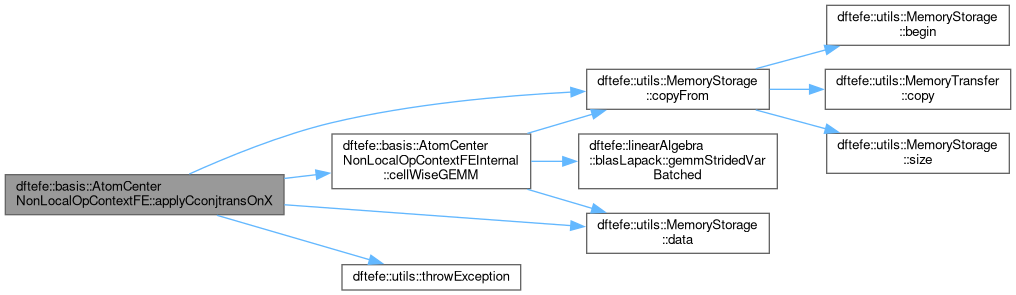 dftefe::basis::AtomCenter
NonLocalOpContextFE::applyCconjtransOnX
dftefe::basis::AtomCenter
NonLocalOpContextFEInternal
::cellWiseGEMM
dftefe::utils::throwException
dftefe::utils::MemoryStorage
::copyFrom
dftefe::linearAlgebra
::blasLapack::gemmStridedVar
Batched
dftefe::utils::MemoryStorage
::data
dftefe::utils::MemoryStorage
::begin
dftefe::utils::MemoryTransfer
::copy
dftefe::utils::MemoryStorage
::size